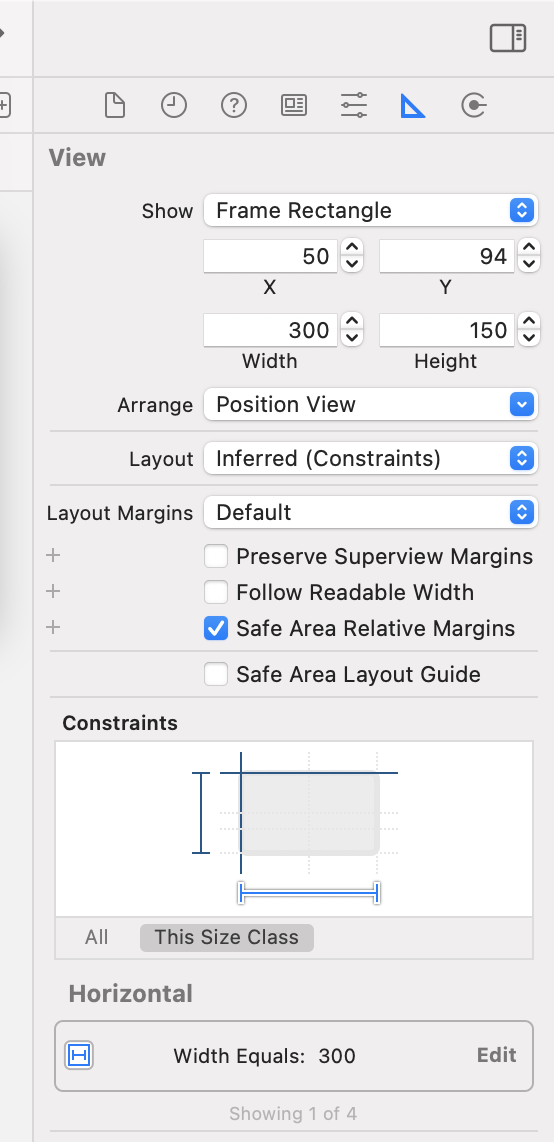 View
Show Frame Rectangle
50 94
X Y
300 150
Width Height
Arrange Position View
Layout Inferred (Constraints)
Layout Margins Default
Preserve Superview Margins
Follow Readable Width
Safe Area Relative Margins
Safe Area Layout Guide
Constraints
All This Size Class
Horizontal
Width Equals: 300 Edit
Showing 1 of 4